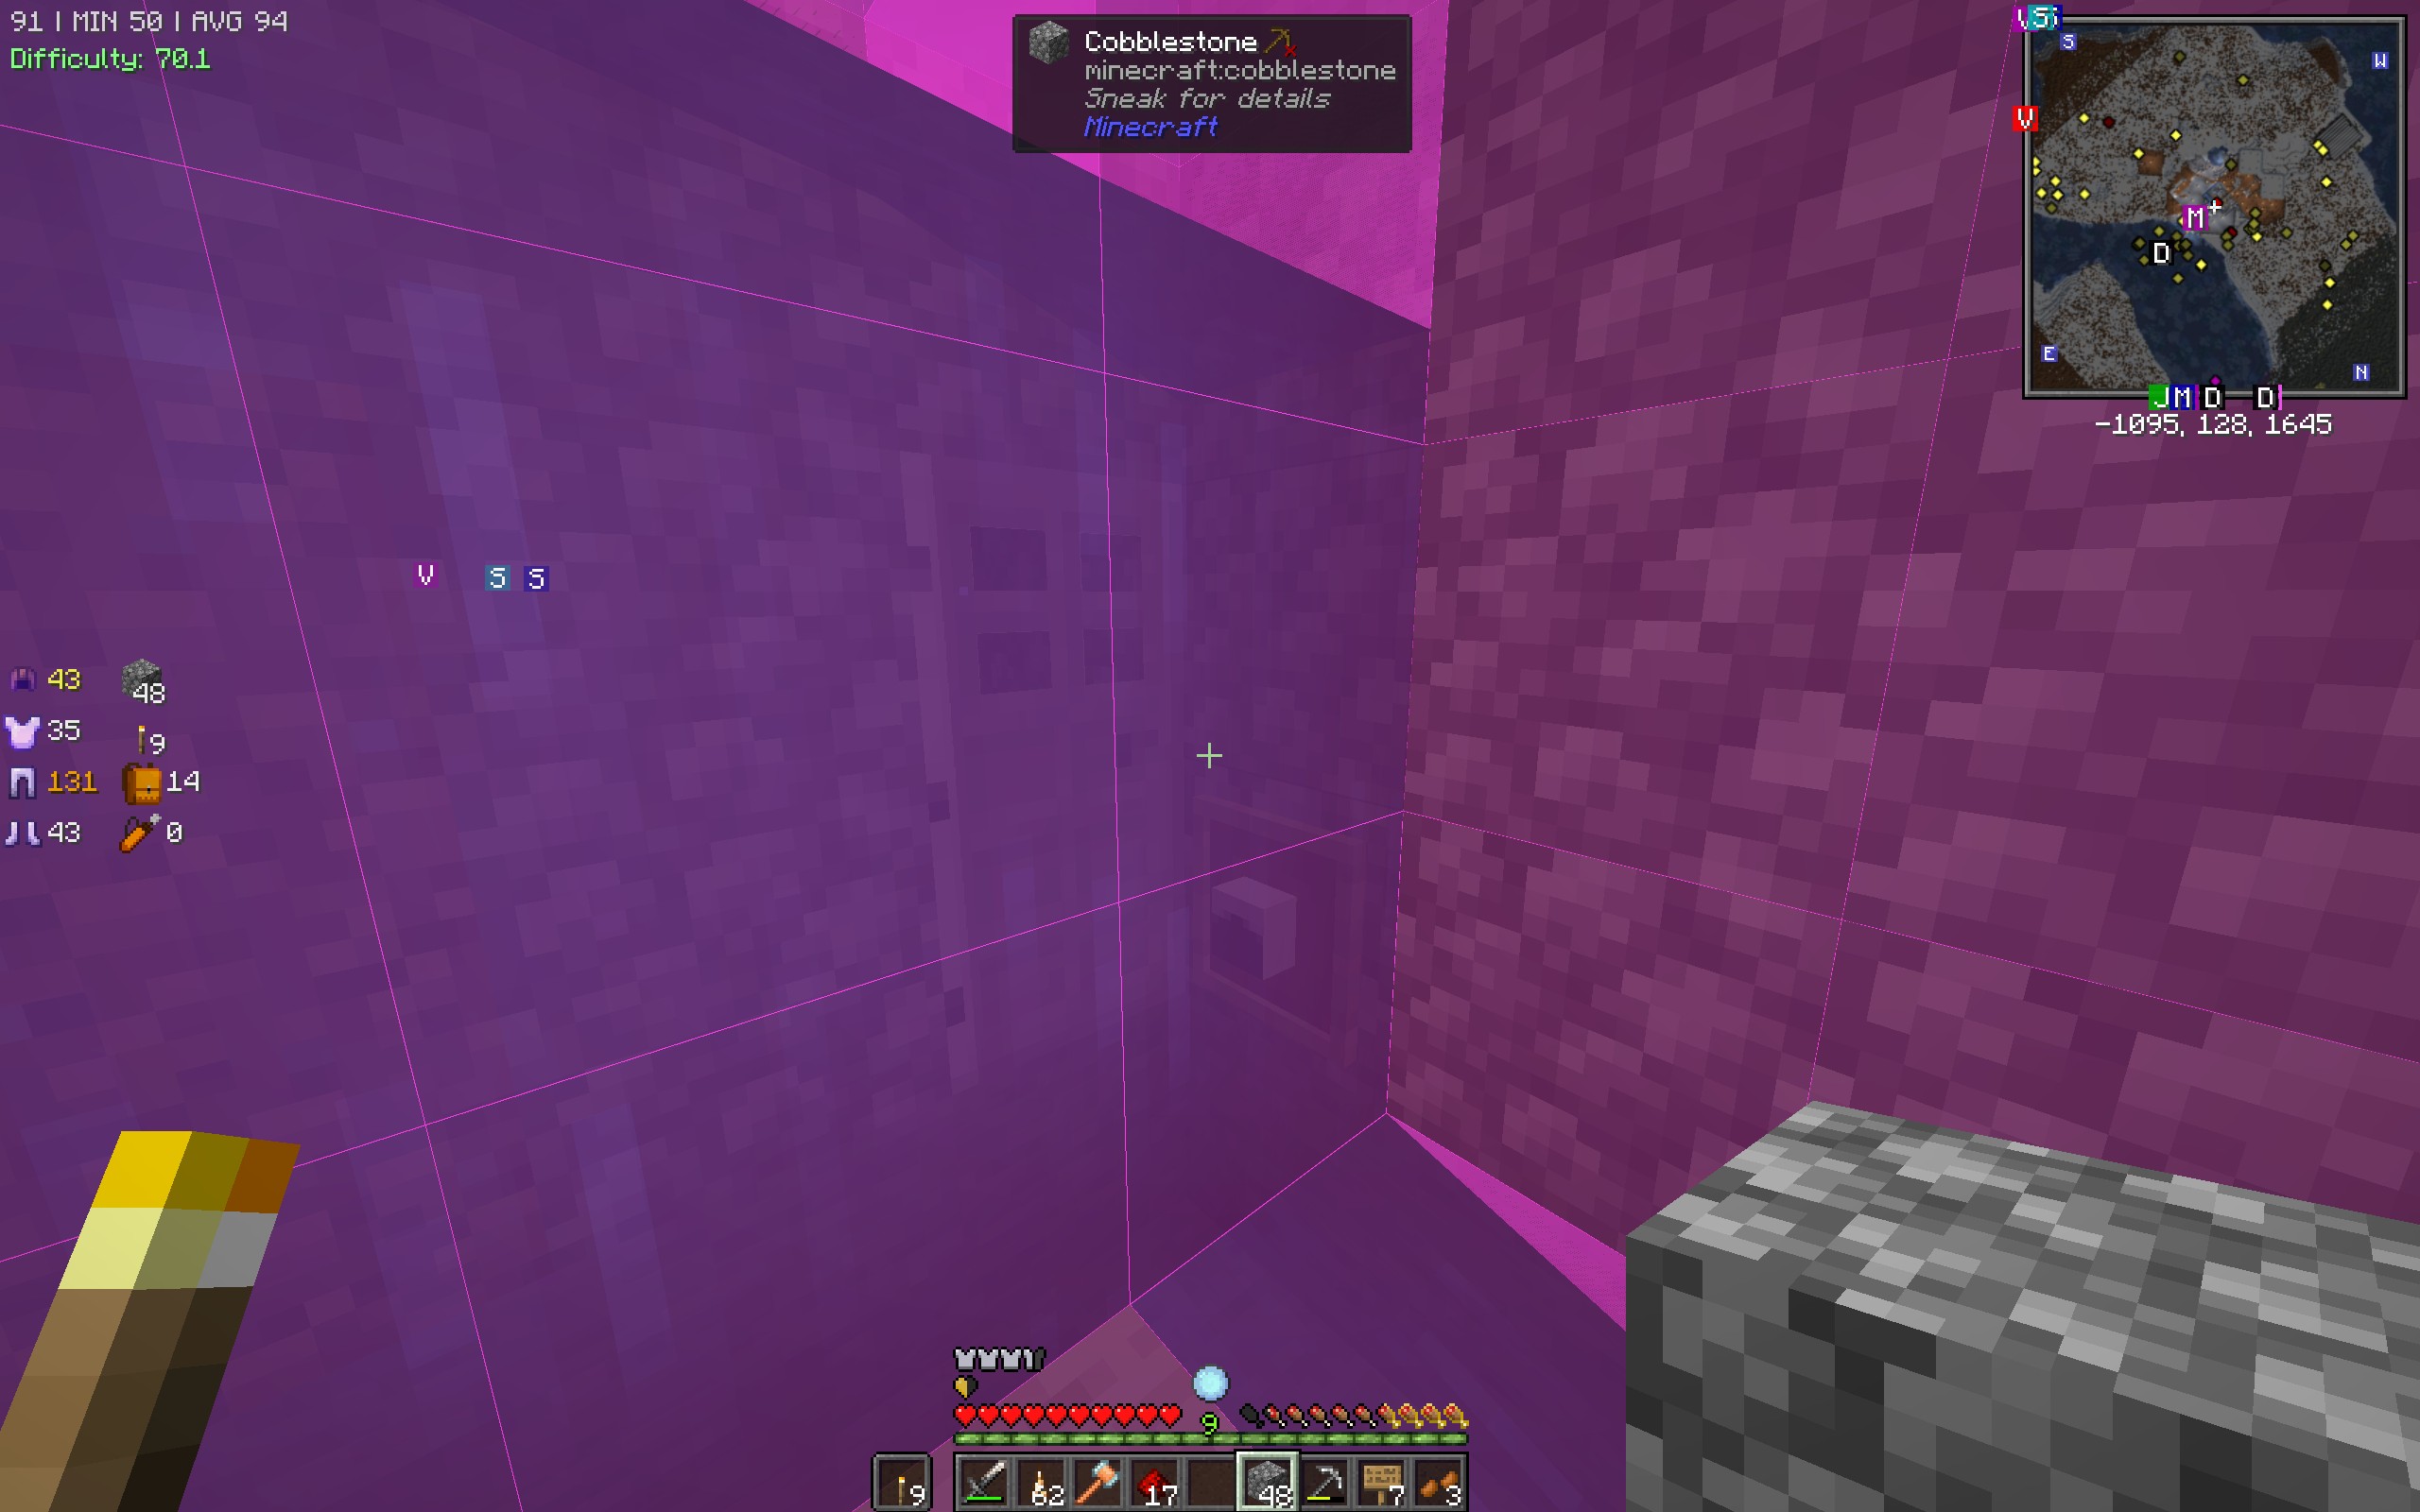 91 | MIN 50 | AVG 94
Difficulty: 70.1
Cobblestone
minecraft:cobblestone
Sneak for details
Minecraft
S
W
V
M
D
E
N
J M D D
-1095, 128, 1645
V S S
43 48
35 9
131 14
43 0
9
9 62 17 48 7 3